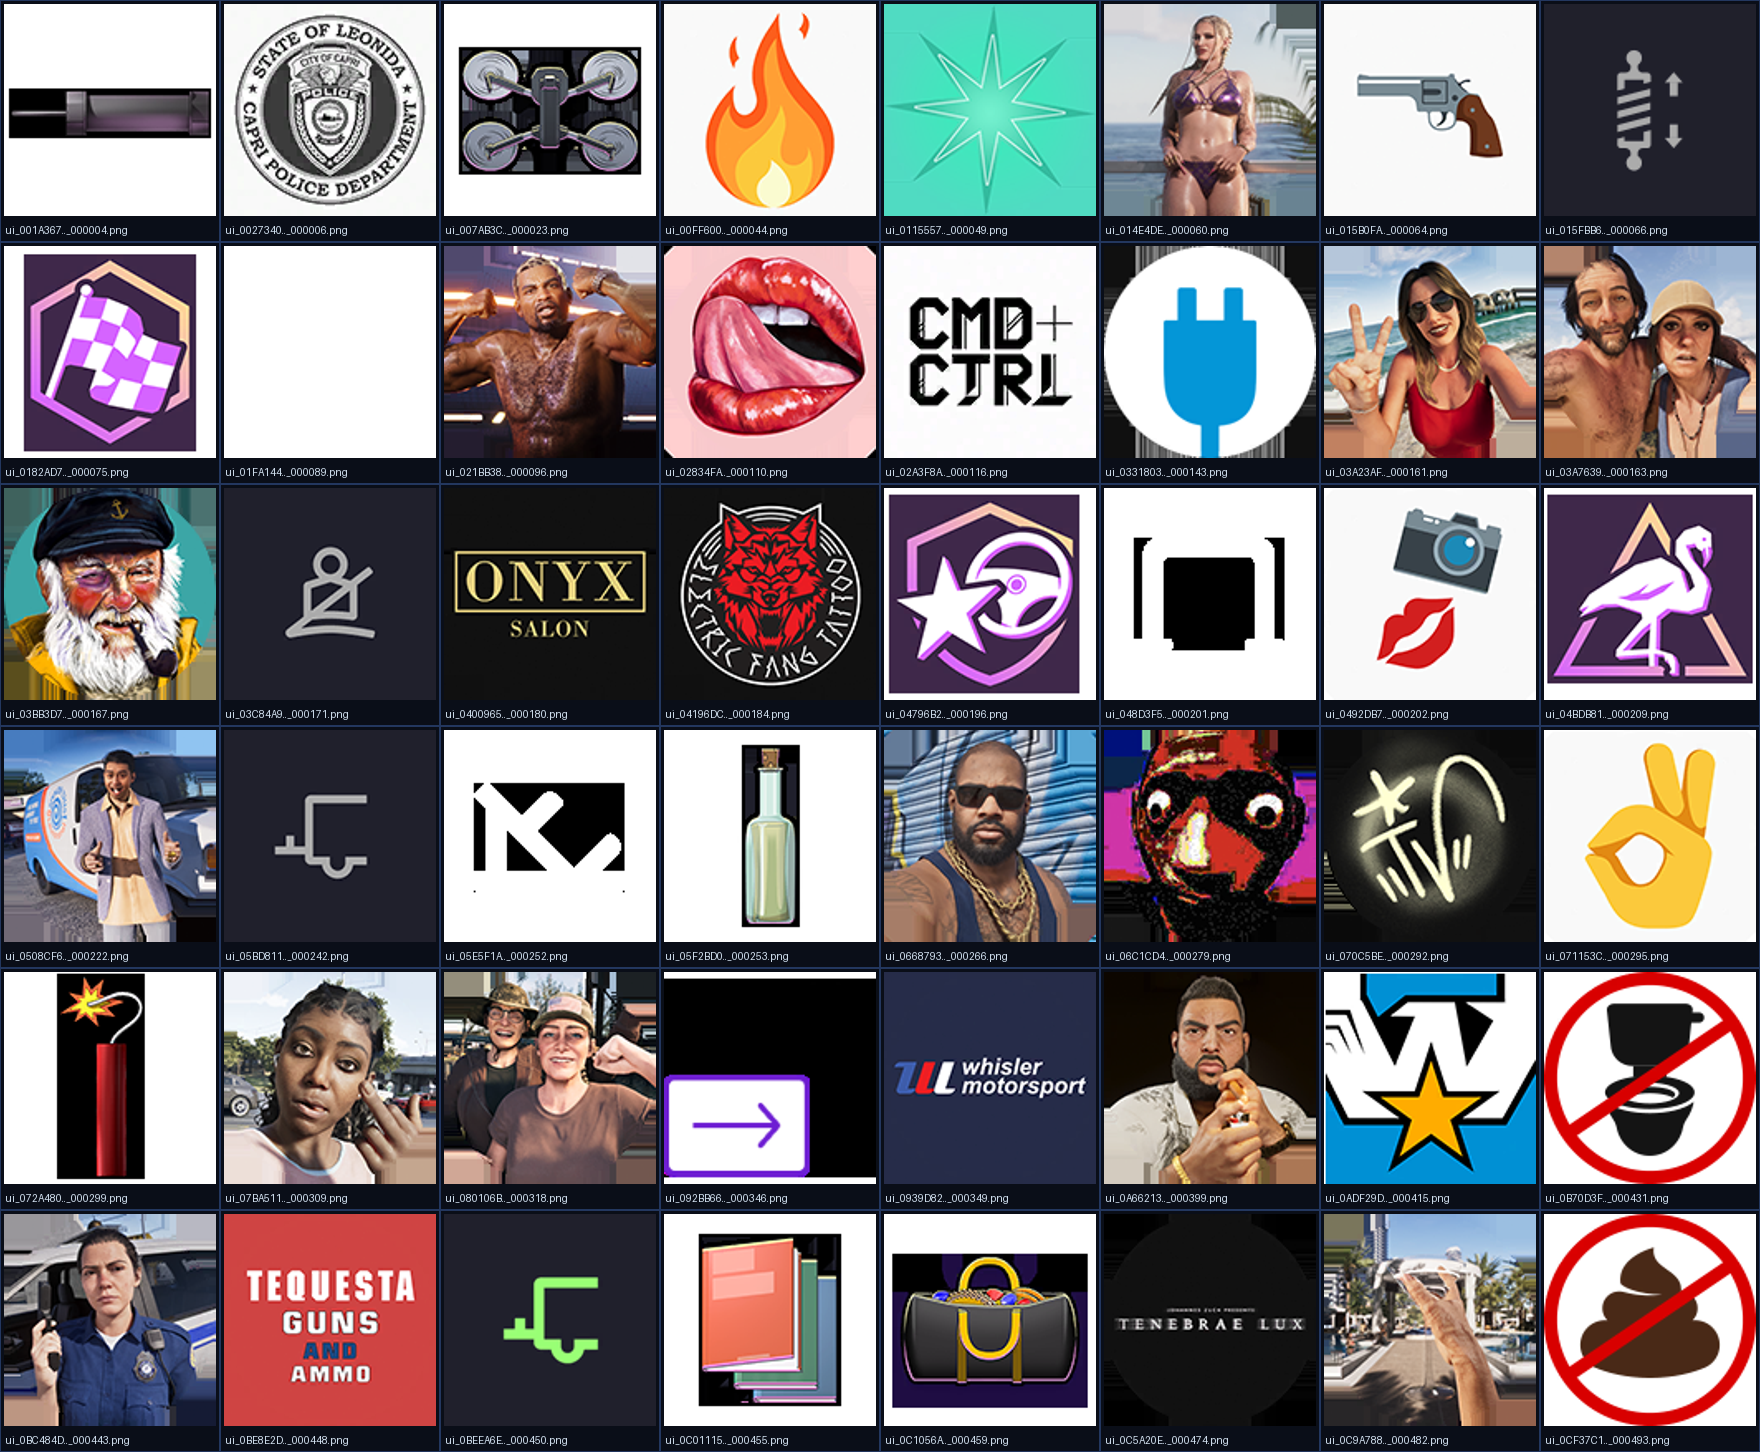 STATE OF LEONIDA
CITY OF CAPRI
POLICE
CAPRI POLICE DEPARTMENT
ui_001A367.._000004.png
ui_0027340.._000006.png
ui_007AB3C.._000023.png
ui_00FF600.._000044.png
ui_0115557.._000049.png
ui_014E4DE.._000060.png
ui_015B0FA.._000064.png
ui_015FBB6.._000066.png
CMD+
CTRL
ui_0182AD7.._000075.png
ui_01FA144.._000089.png
ui_021BB38.._000096.png
ui_02834FA.._000110.png
ui_02A3F8A.._000116.png
ui_0331803.._000143.png
ui_03A23AF.._000161.png
ui_03A7639.._000163.png
ONYX
SALON
ELECTRIC FANG TATTOO
ui_03BB3D7.._000167.png
ui_03C84A9.._000171.png
ui_0400965.._000180.png
ui_04196DC.._000184.png
ui_04796B2.._000196.png
ui_048D3F5.._000201.png
ui_0492DB7.._000202.png
ui_04BDB81.._000209.png
ui_0508CF6.._000222.png
ui_05BD811.._000242.png
ui_05E5F1A.._000252.png
ui_05F2BD0.._000253.png
ui_0668793.._000266.png
ui_06C1CD4.._000279.png
ui_070C5BE.._000292.png
ui_071153C.._000295.png
whisler
motorsport
ui_072A480.._000299.png
ui_07BA511.._000309.png
ui_080106B.._000318.png
ui_092BB66.._000346.png
ui_0939D82.._000349.png
ui_0A66213.._000399.png
ui_0ADF29D.._000415.png
ui_0B70D3F.._000431.png
TEQUESTA
GUNS
AND
AMMO
JOHANNES ZUCK PRESENTS
TENEBRAE LUX
ui_0BC484D.._000443.png
ui_0BE8E2D.._000448.png
ui_0BEEA6E.._000450.png
ui_0C01115.._000455.png
ui_0C1056A.._000459.png
ui_0C5A20E.._000474.png
ui_0C9A788.._000482.png
ui_0CF37C1.._000493.png